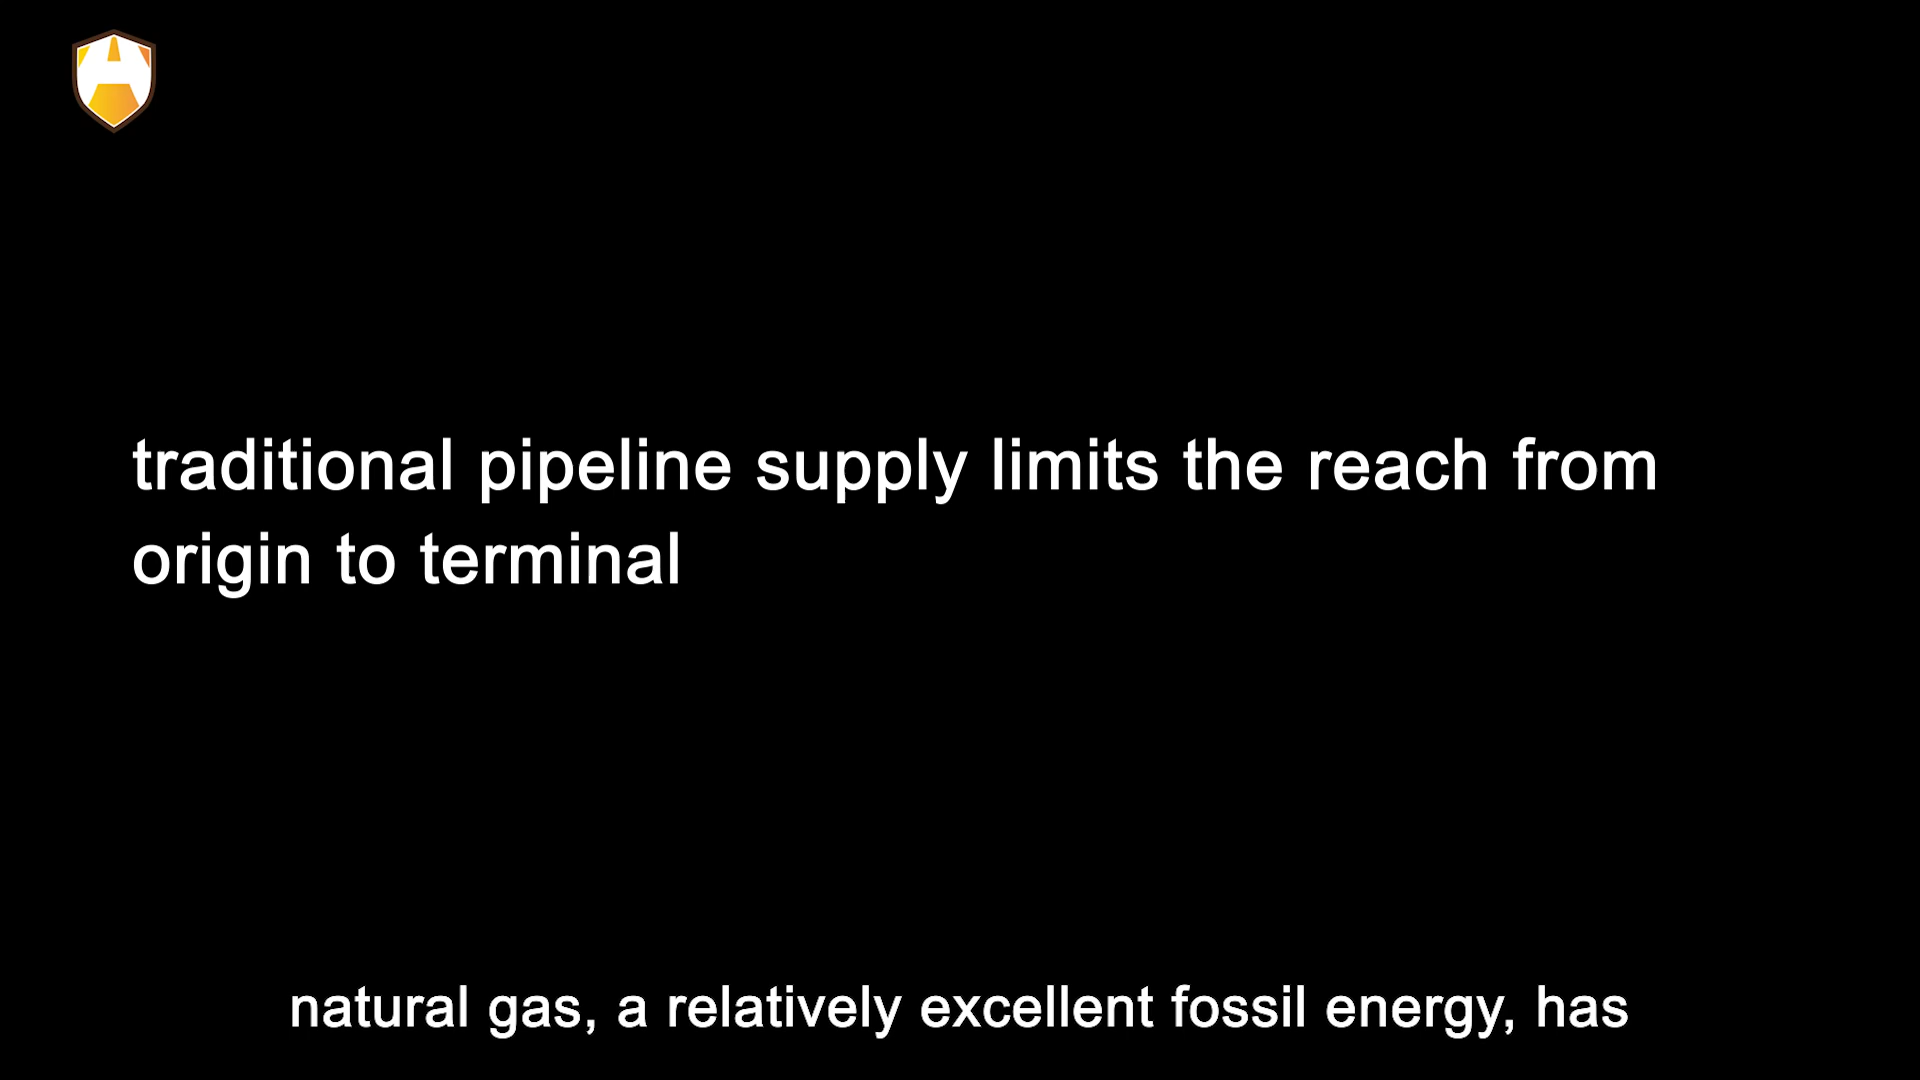 traditional pipeline supply limits the reach from
origin to terminal
natural gas, a relatively excellent fossil energy, has